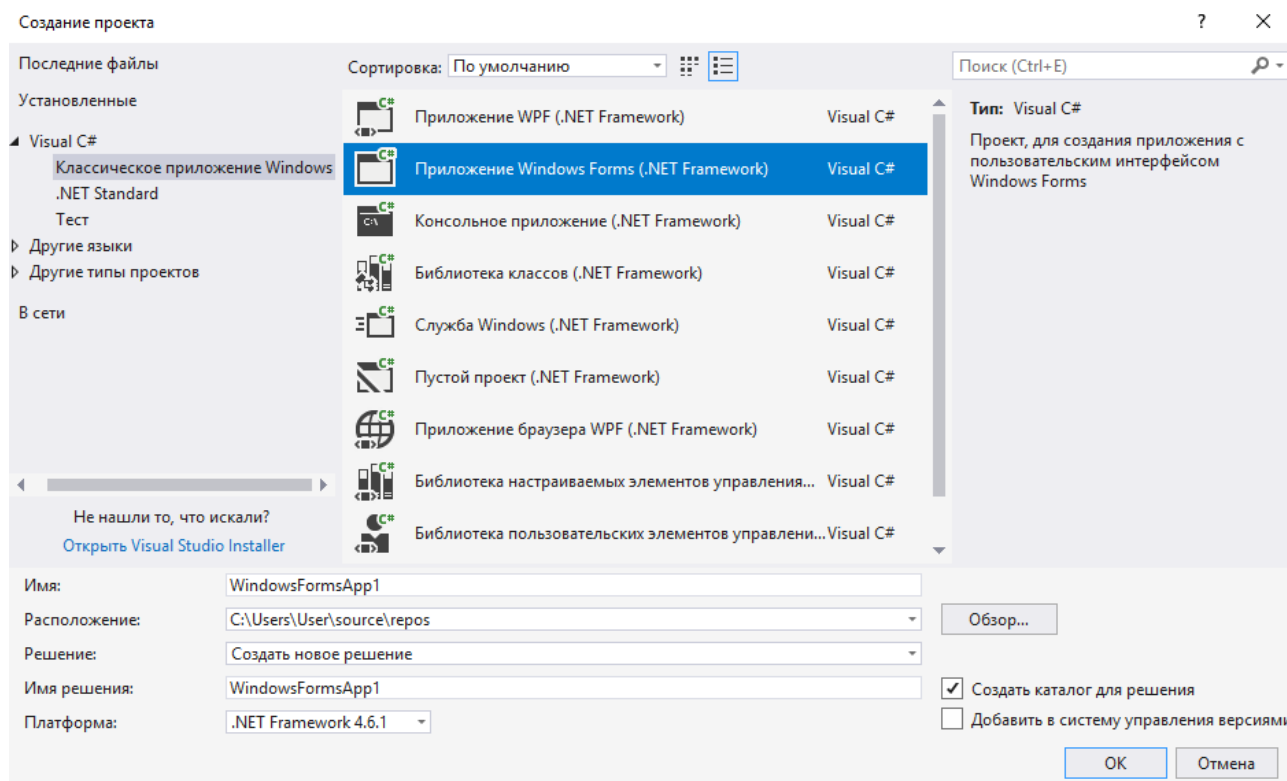 Создание проекта
?
Последние файлы
Установленные
Visual C#
Классическое приложение Windows
.NET Standard
Тест
Другие языки
Другие типы проектов
В сети
Не нашли то, что искали?
Открыть Visual Studio Installer
Сортировка: По умолчанию
Приложение WPF (.NET Framework) Visual C#
Приложение Windows Forms (.NET Framework) Visual C#
Консольное приложение (.NET Framework) Visual C#
Библиотека классов (.NET Framework) Visual C#
Служба Windows (.NET Framework) Visual C#
Пустой проект (.NET Framework) Visual C#
Приложение браузера WPF (.NET Framework) Visual C#
Библиотека настраиваемых элементов управления... Visual C#
Библиотека пользовательских элементов управлени... Visual C#
Поиск (Ctrl+E)
Тип: Visual C#
Проект, для создания приложения с
пользовательским интерфейсом
Windows Forms
Имя: WindowsFormsApp1
Расположение: C:\Users\User\source\repos
Обзор...
Решение: Создать новое решение
Имя решения: WindowsFormsApp1
Создать каталог для решения
Платформа: .NET Framework 4.6.1
Добавить в систему управления версиями
ОК
Отмена